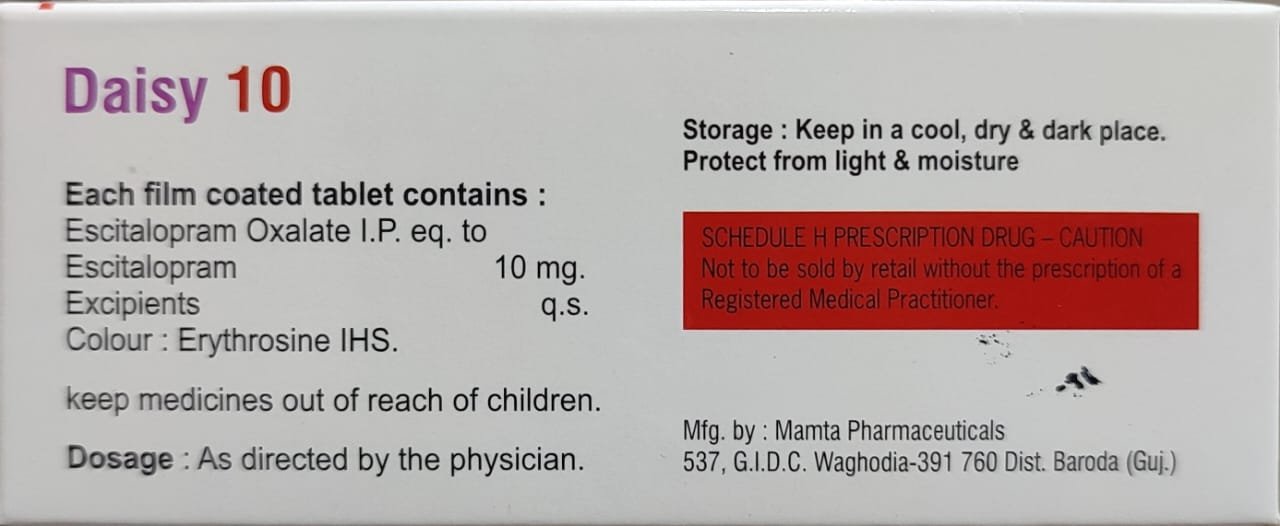 Daisy 10
Each film coated tablet contains :
Escitalopram Oxalate I.P. eq. to
Escitalopram 10 mg.
Excipients q.s.
Colour : Erythrosine IHS.
keep medicines out of reach of children.
Dosage : As directed by the physician.
Storage : Keep in a cool, dry & dark place.
Protect from light & moisture
SCHEDULE H PRESCRIPTION DRUG – CAUTION
Not to be sold by retail without the prescription of a
Registered Medical Practitioner.
Mfg. by : Mamta Pharmaceuticals
537, G.I.D.C. Waghodia-391 760 Dist. Baroda (Guj.)